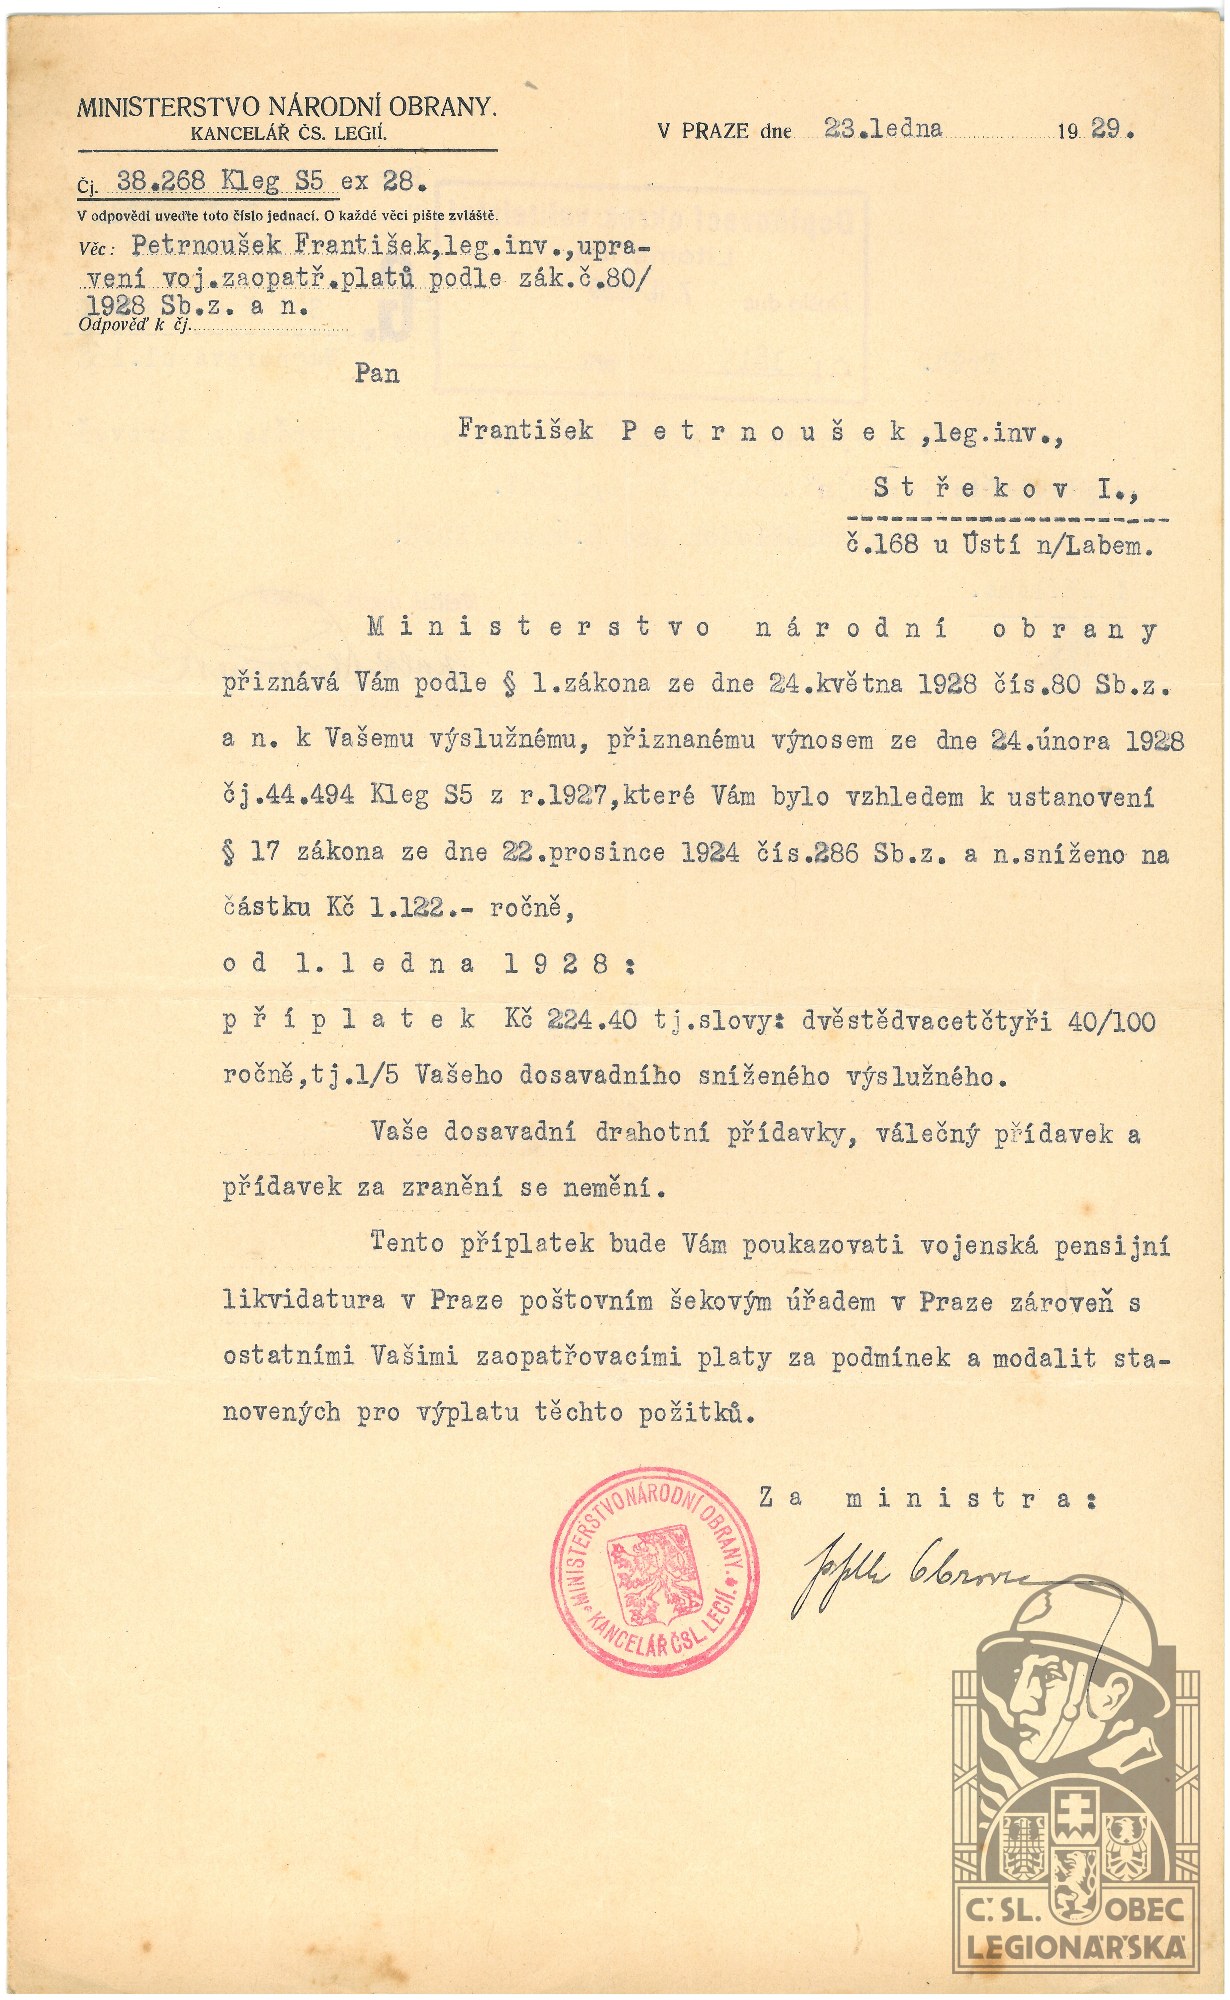 MINISTERSTVO NÁRODNÍ OBRANY.
KANCELÁŘ ČS. LEGIÍ.
V PRAZE dne 23.ledna 1929.
Čj. 38.268 Kleg S5 ex 28.
V odpovědi uveďte toto číslo jednací. O každé věci pište zvláště.
Věc: Petrnoušek František,leg.inv.,upra-
vení voj.zaopatř.platů podle zák.č.80/
1928 Sb.z. a n.
Odpověď k čj.
Pan
František Petrnoušek,leg.inv.,
Střekov I.,
č.168 u Ústí n/Labem.
Ministerstvo národní obrany
přiznává Vám podle § 1.zákona ze dne 24.května 1928 čís.80 Sb.z.
a n. k Vašemu výslužnému, přiznanému výnosem ze dne 24.února 1928
čj.44.494 Kleg S5 z r.1927,které Vám bylo vzhledem k ustanovení
§ 17 zákona ze dne 22.prosince 1924 čís.286 Sb.z. a n.sníženo na
částku Kč 1.122.- ročně,
od 1. ledna 1928:
příplatek Kč 224.40 tj.slovy: dvěstědvacetčtyři 40/100
ročně,tj.1/5 Vašeho dosavadního sníženého výslužného.
Vaše dosavadní drahotní přídavky, válečný přídavek a
přídavek za zranění se nemění.
Tento příplatek bude Vám poukazovati vojenská pensijní
likvidatura v Praze poštovním šekovým úřadem v Praze zároveň s
ostatními Vašimi zaopatřovacími platy za podmínek a modalit sta-
novených pro výplatu těchto požitků.
Za ministra:
MINISTERSTVO NÁRODNÍ OBRANY.
KANCELÁŘ ČSL. LEGIÍ.
Č. SL. OBEC
LEGIONÁŘSKÁ